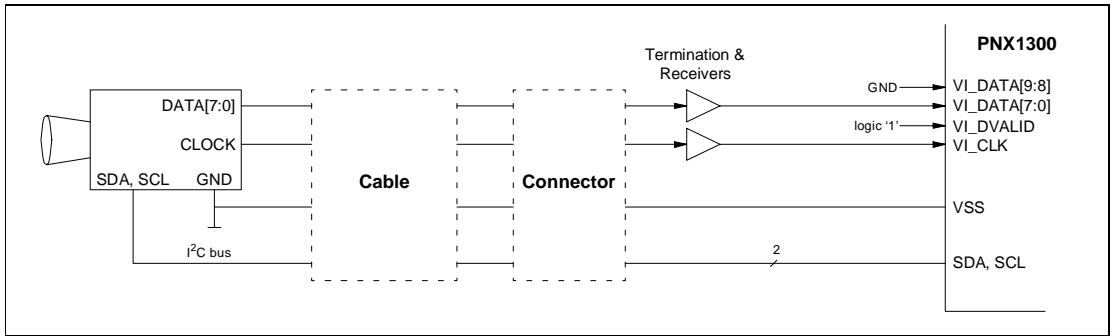 PNX1300
Termination &
Receivers
GND
VI_DATA[9:8]
DATA[7:0]
VI_DATA[7:0]
logic ‘1’
VI_DVALID
CLOCK
VI_CLK
SDA, SCL
GND
Cable
Connector
VSS
I²C bus
2
SDA, SCL